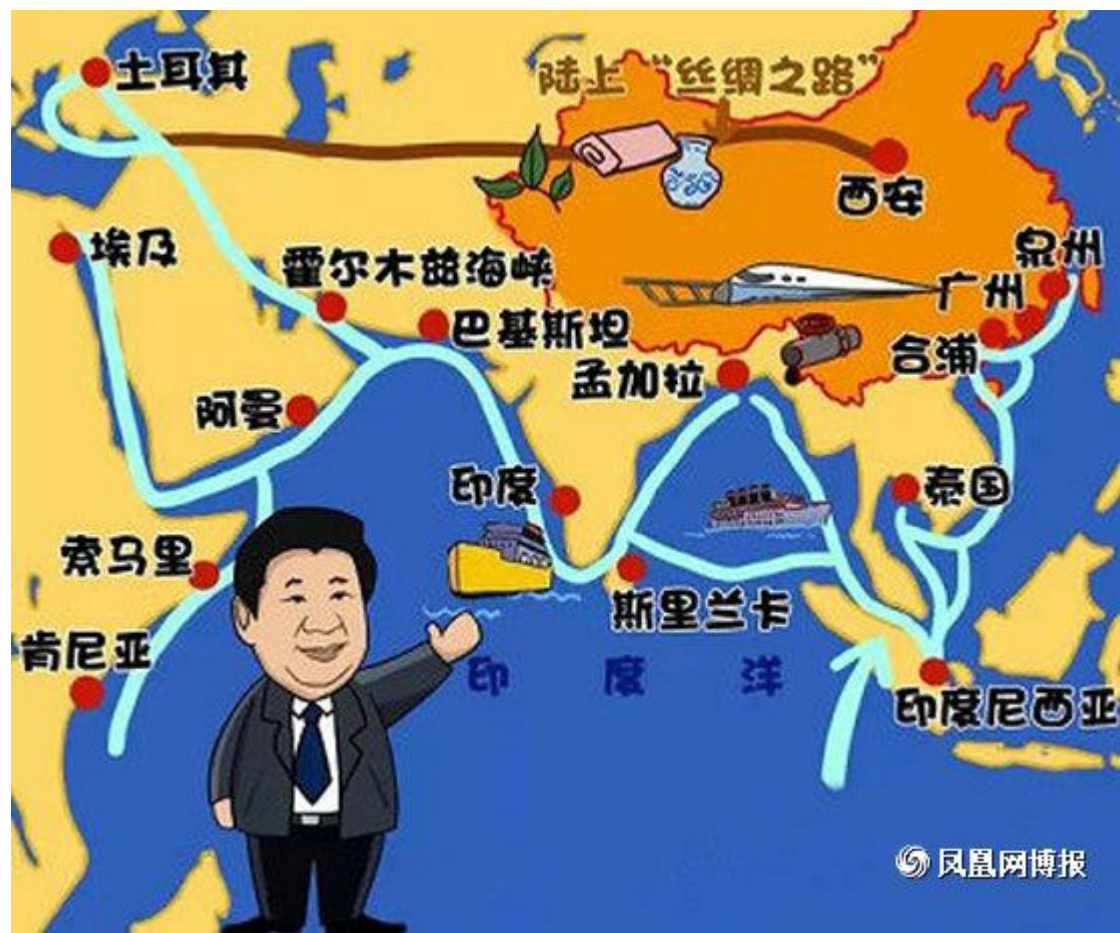 土耳其
陆上“丝绸之路”
西安
埃及
泉州
霍尔木兹海峡
广州
巴基斯坦
合浦
孟加拉
阿曼
印度
泰国
索马里
斯里兰卡
肯尼亚
印度洋
印度尼西亚
凤凰网博报